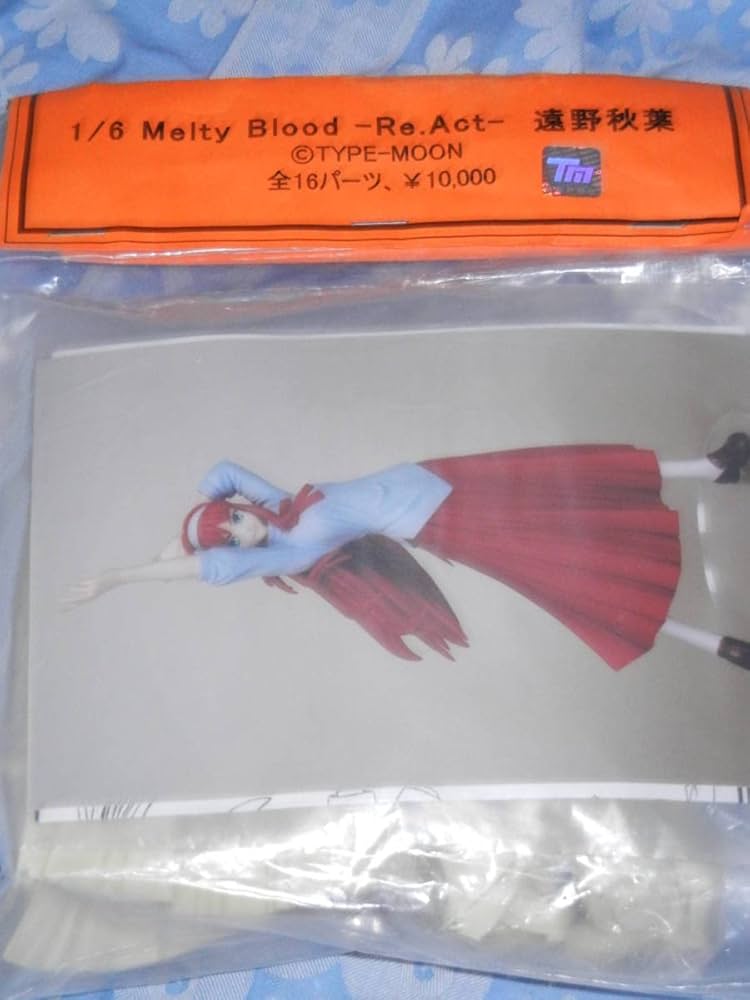 1/6 Melty Blood -Re.Act- 遠野秋葉
©TYPE-MOON
全16パーツ、￥10,000
TM